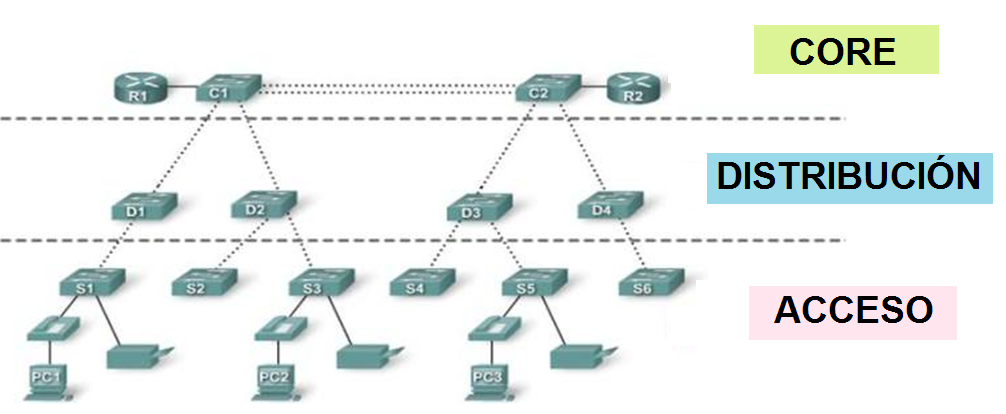 CORE
R1
C1
C2
R2
DISTRIBUCIÓN
D1
D2
D3
D4
S1
S2
S3
S4
S5
S6
ACCESO
PC1
PC2
PC3